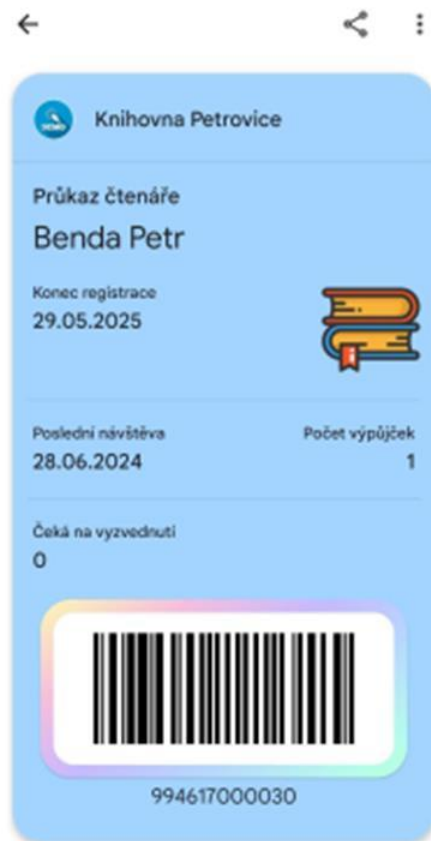 DEMO
Knihovna Petrovice
Průkaz čtenáře
Benda Petr
Konec registrace
29.05.2025
Poslední návštěva
Počet výpůjček
28.06.2024
1
Čeká na vyzvednutí
0
994617000030